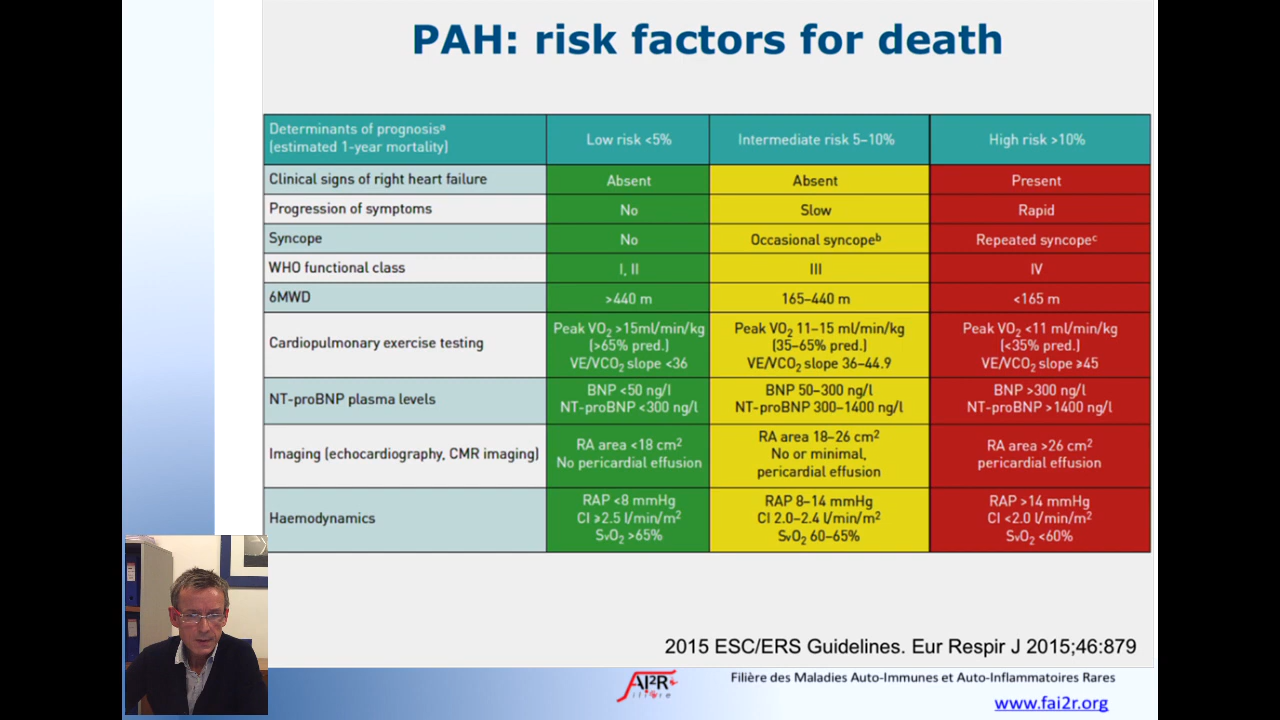 PAH: risk factors for death
Determinants of prognosisᵃ
(estimated 1-year mortality)
Low risk <5%
Intermediate risk 5–10%
High risk >10%
Clinical signs of right heart failure
Absent
Absent
Present
Progression of symptoms
No
Slow
Rapid
Syncope
No
Occasional syncopeᵇ
Repeated syncopeᶜ
WHO functional class
I, II
III
IV
6MWD
>440 m
165–440 m
<165 m
Cardiopulmonary exercise testing
Peak VO₂ >15ml/min/kg
(>65% pred.)
VE/VCO₂ slope <36
Peak VO₂ 11–15 ml/min/kg
(35–65% pred.)
VE/VCO₂ slope 36–44.9
Peak VO₂ <11 ml/min/kg
(<35% pred.)
VE/VCO₂ slope ≥45
NT-proBNP plasma levels
BNP <50 ng/l
NT-proBNP <300 ng/l
BNP 50–300 ng/l
NT-proBNP 300–1400 ng/l
BNP >300 ng/l
NT-proBNP >1400 ng/l
Imaging (echocardiography, CMR imaging)
RA area <18 cm²
No pericardial effusion
RA area 18–26 cm²
No or minimal,
pericardial effusion
RA area >26 cm²
pericardial effusion
Haemodynamics
RAP <8 mmHg
CI ≥2.5 l/min/m²
SvO₂ >65%
RAP 8–14 mmHg
CI 2.0–2.4 l/min/m²
SvO₂ 60–65%
RAP >14 mmHg
CI <2.0 l/min/m²
SvO₂ <60%
2015 ESC/ERS Guidelines. Eur Respir J 2015;46:879
FAI²R
filière
Filière des Maladies Auto-Immunes et Auto-Inflammatoires Rares
www.fai2r.org